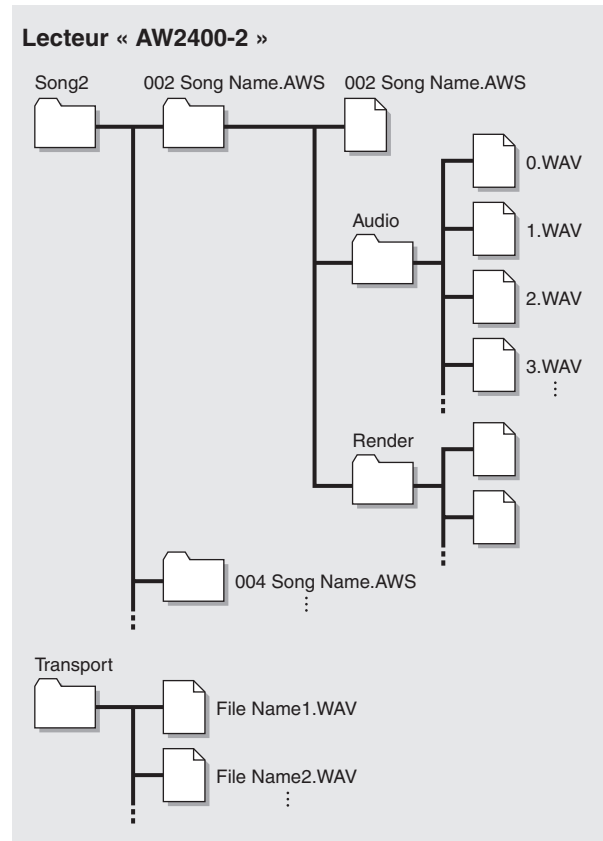 Lecteur « AW2400-2 »
Song2
002 Song Name.AWS
002 Song Name.AWS
0.WAV
Audio
1.WAV
2.WAV
3.WAV
Render
004 Song Name.AWS
Transport
File Name1.WAV
File Name2.WAV